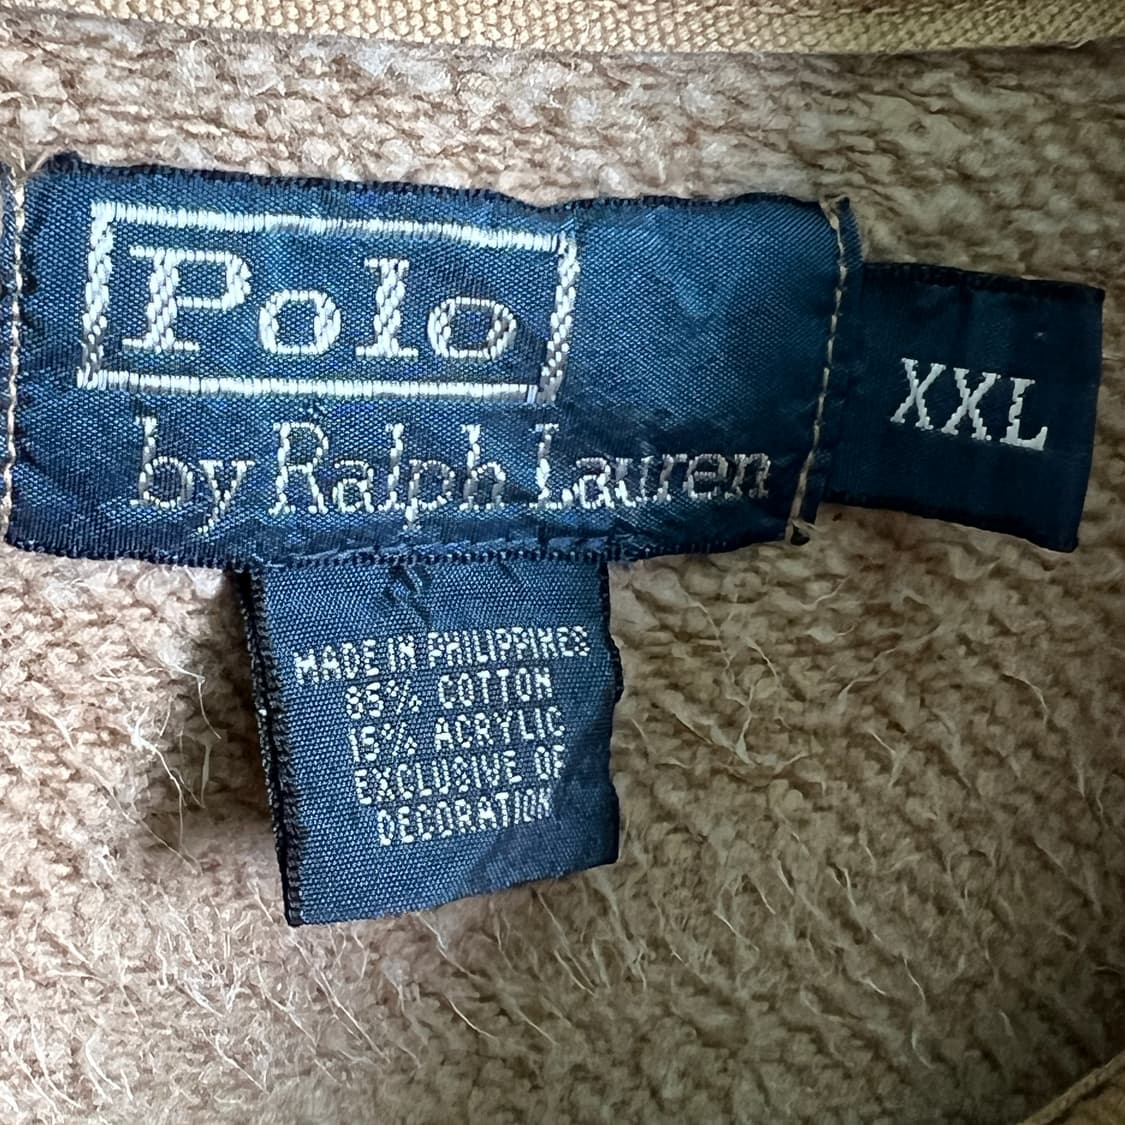 Polo
by Ralph Lauren
XXL
MADE IN PHILIPPINES
85% COTTON
15% ACRYLIC
EXCLUSIVE OF
DECORATION